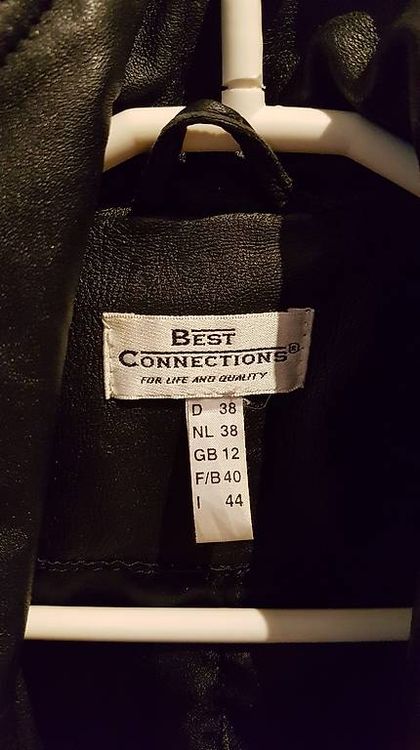 BEST
CONNECTIONS®
FOR LIFE AND QUALITY
D 38
NL 38
GB 12
F/B 40
I 44